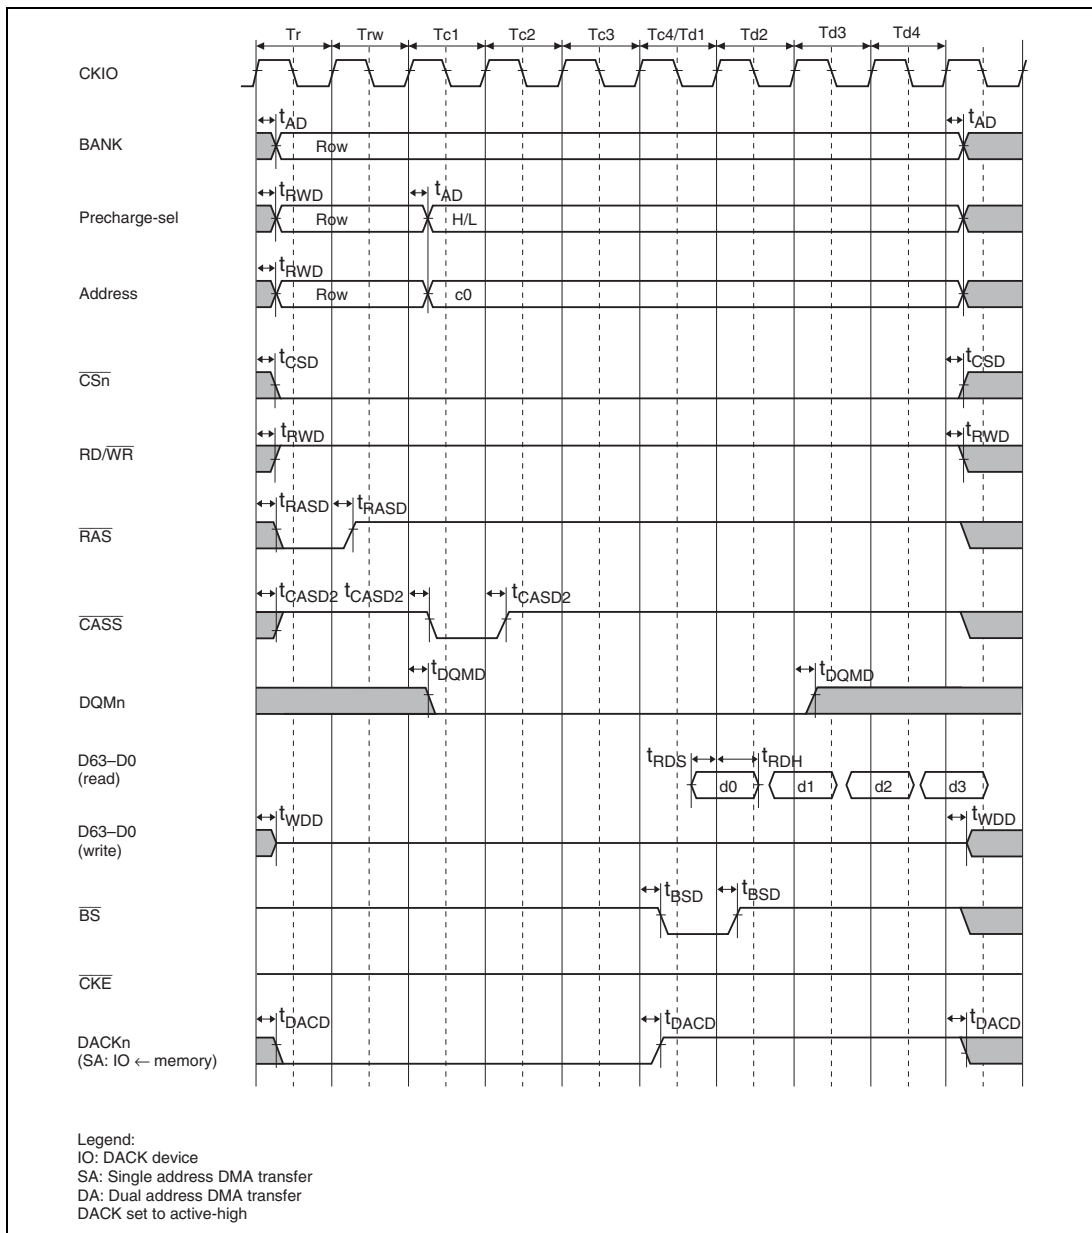 Tr Trw Tc1 Tc2 Tc3 Tc4/Td1 Td2 Td3 Td4
CKIO
tAD tAD
BANK Row
tRWD tAD
Precharge-sel Row H/L
tRWD
Address Row c0
tCSD tCSD
CSn
tRWD tRWD
RD/WR
tRASD tRASD
RAS
tCASD2 tCASD2 tCASD2
CASS
tDQMD tDQMD
DQMn
D63–D0
(read)
tRDS tRDH
d0 d1 d2 d3
tWDD tWDD
D63–D0
(write)
tBSD tBSD
BS
CKE
tDACD tDACD tDACD
DACKn
(SA: IO ← memory)
Legend:
IO: DACK device
SA: Single address DMA transfer
DA: Dual address DMA transfer
DACK set to active-high